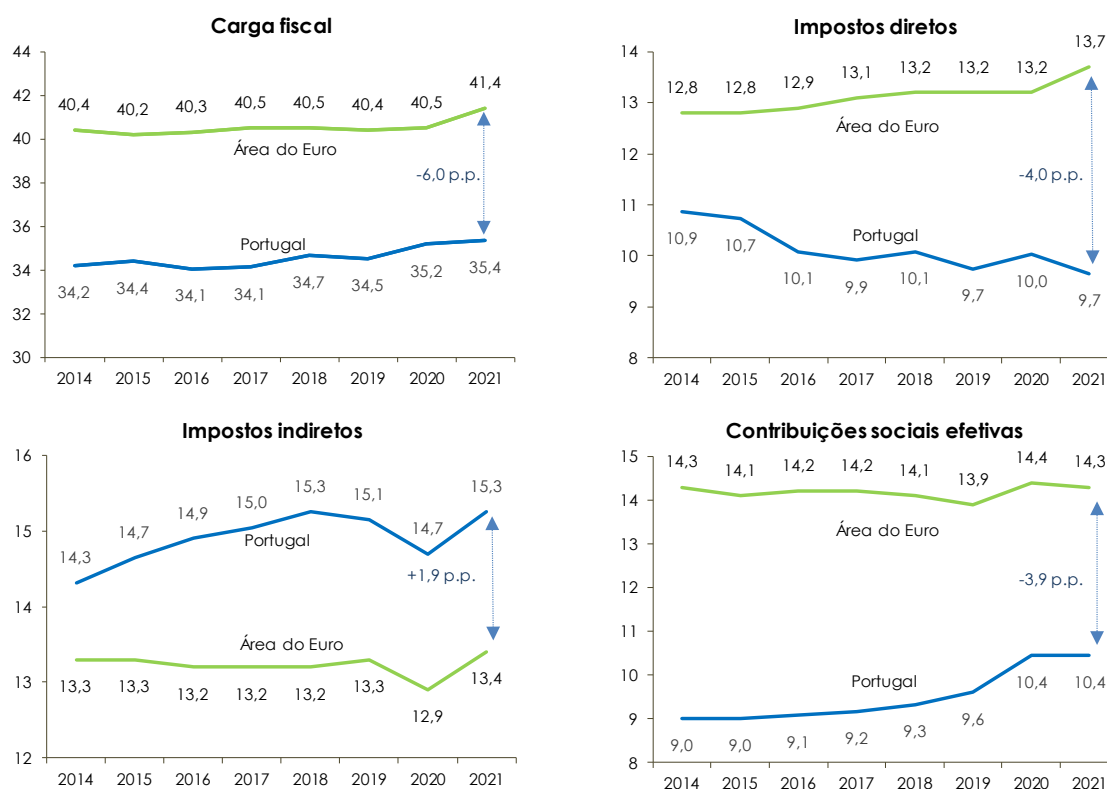 Carga fiscal
44
42
40
38
36
34
32
30
40,4 40,2 40,3 40,5 40,5 40,4 40,5 41,4
Área do Euro
-6,0 p.p.
Portugal
34,2 34,4 34,1 34,1 34,7 34,5 35,2 35,4
2014 2015 2016 2017 2018 2019 2020 2021
Impostos diretos
14
13
12
11
10
9
8
12,8 12,8 12,9 13,1 13,2 13,2 13,2 13,7
Área do Euro
-4,0 p.p.
Portugal
10,9 10,7 10,1 9,9 10,1 9,7 10,0 9,7
2014 2015 2016 2017 2018 2019 2020 2021
Impostos indiretos
16
15
14
13
12
14,3 14,7 14,9 15,0 15,3 15,1 14,7 15,3
Portugal
+1,9 p.p.
Área do Euro
13,3 13,3 13,2 13,2 13,2 13,3 12,9 13,4
2014 2015 2016 2017 2018 2019 2020 2021
Contribuições sociais efetivas
15
14
13
12
11
10
9
8
14,3 14,1 14,2 14,2 14,1 13,9 14,4 14,3
Área do Euro
-3,9 p.p.
Portugal
9,0 9,0 9,1 9,2 9,3 9,6 10,4 10,4
2014 2015 2016 2017 2018 2019 2020 2021